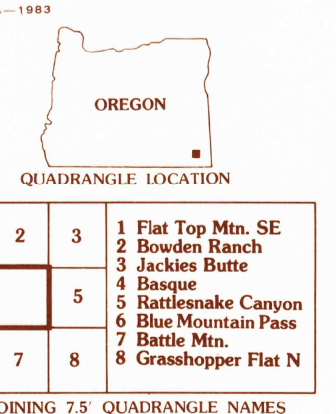 —1983
OREGON
QUADRANGLE LOCATION
2 3
5
7 8
1 Flat Top Mtn. SE
2 Bowden Ranch
3 Jackies Butte
4 Basque
5 Rattlesnake Canyon
6 Blue Mountain Pass
7 Battle Mtn.
8 Grasshopper Flat N
OINING 7.5′ QUADRANGLE NAMES